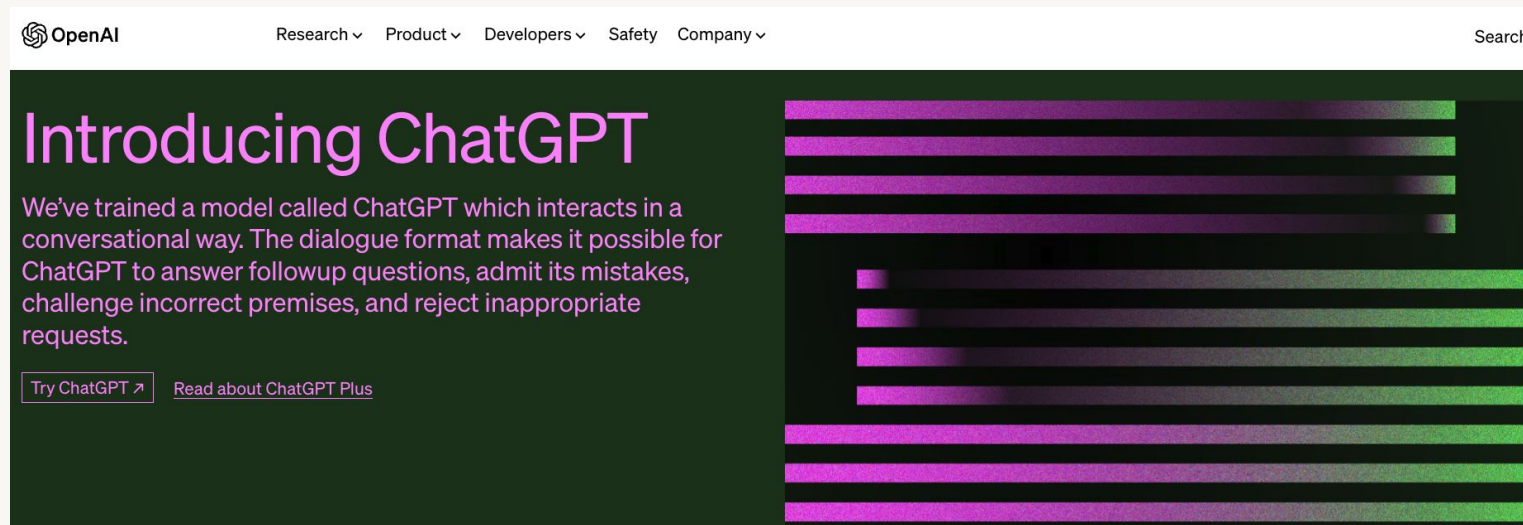 OpenAI
Research Product Developers Safety Company
Search
Introducing ChatGPT
We've trained a model called ChatGPT which interacts in a
conversational way. The dialogue format makes it possible for
ChatGPT to answer followup questions, admit its mistakes,
challenge incorrect premises, and reject inappropriate
requests.
Try ChatGPT ↗ Read about ChatGPT Plus